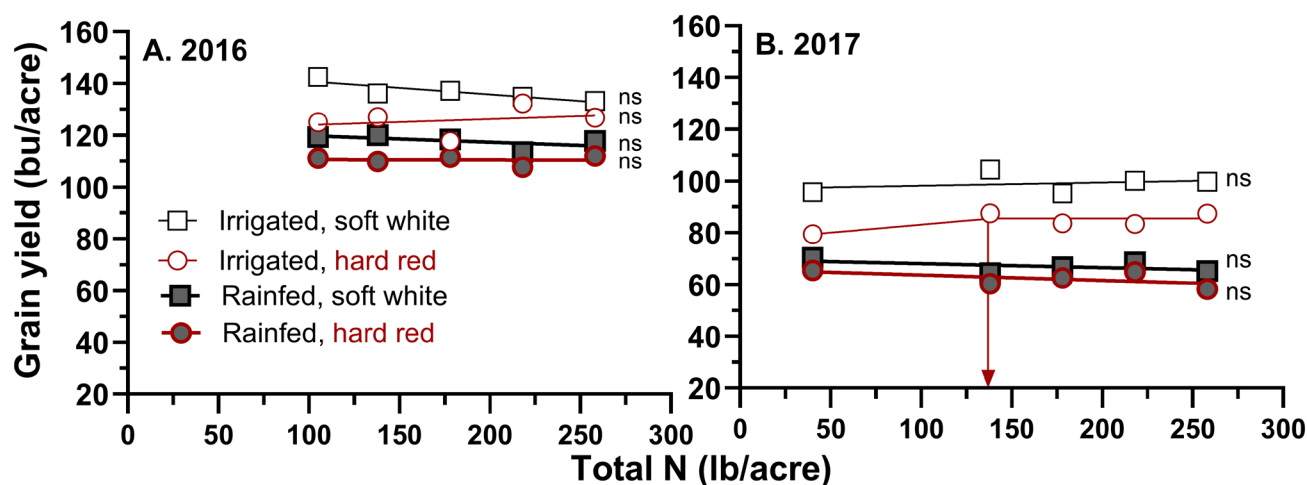 Grain yield (bu/acre)
A. 2016
160
140
120
100
80
60
40
20
0
50
100
150
200
250
300
ns
ns
ns
ns
Irrigated, soft white
Irrigated, hard red
Rainfed, soft white
Rainfed, hard red
B. 2017
160
140
120
100
80
60
40
20
0
50
100
150
200
250
300
ns
ns
ns
Total N (lb/acre)